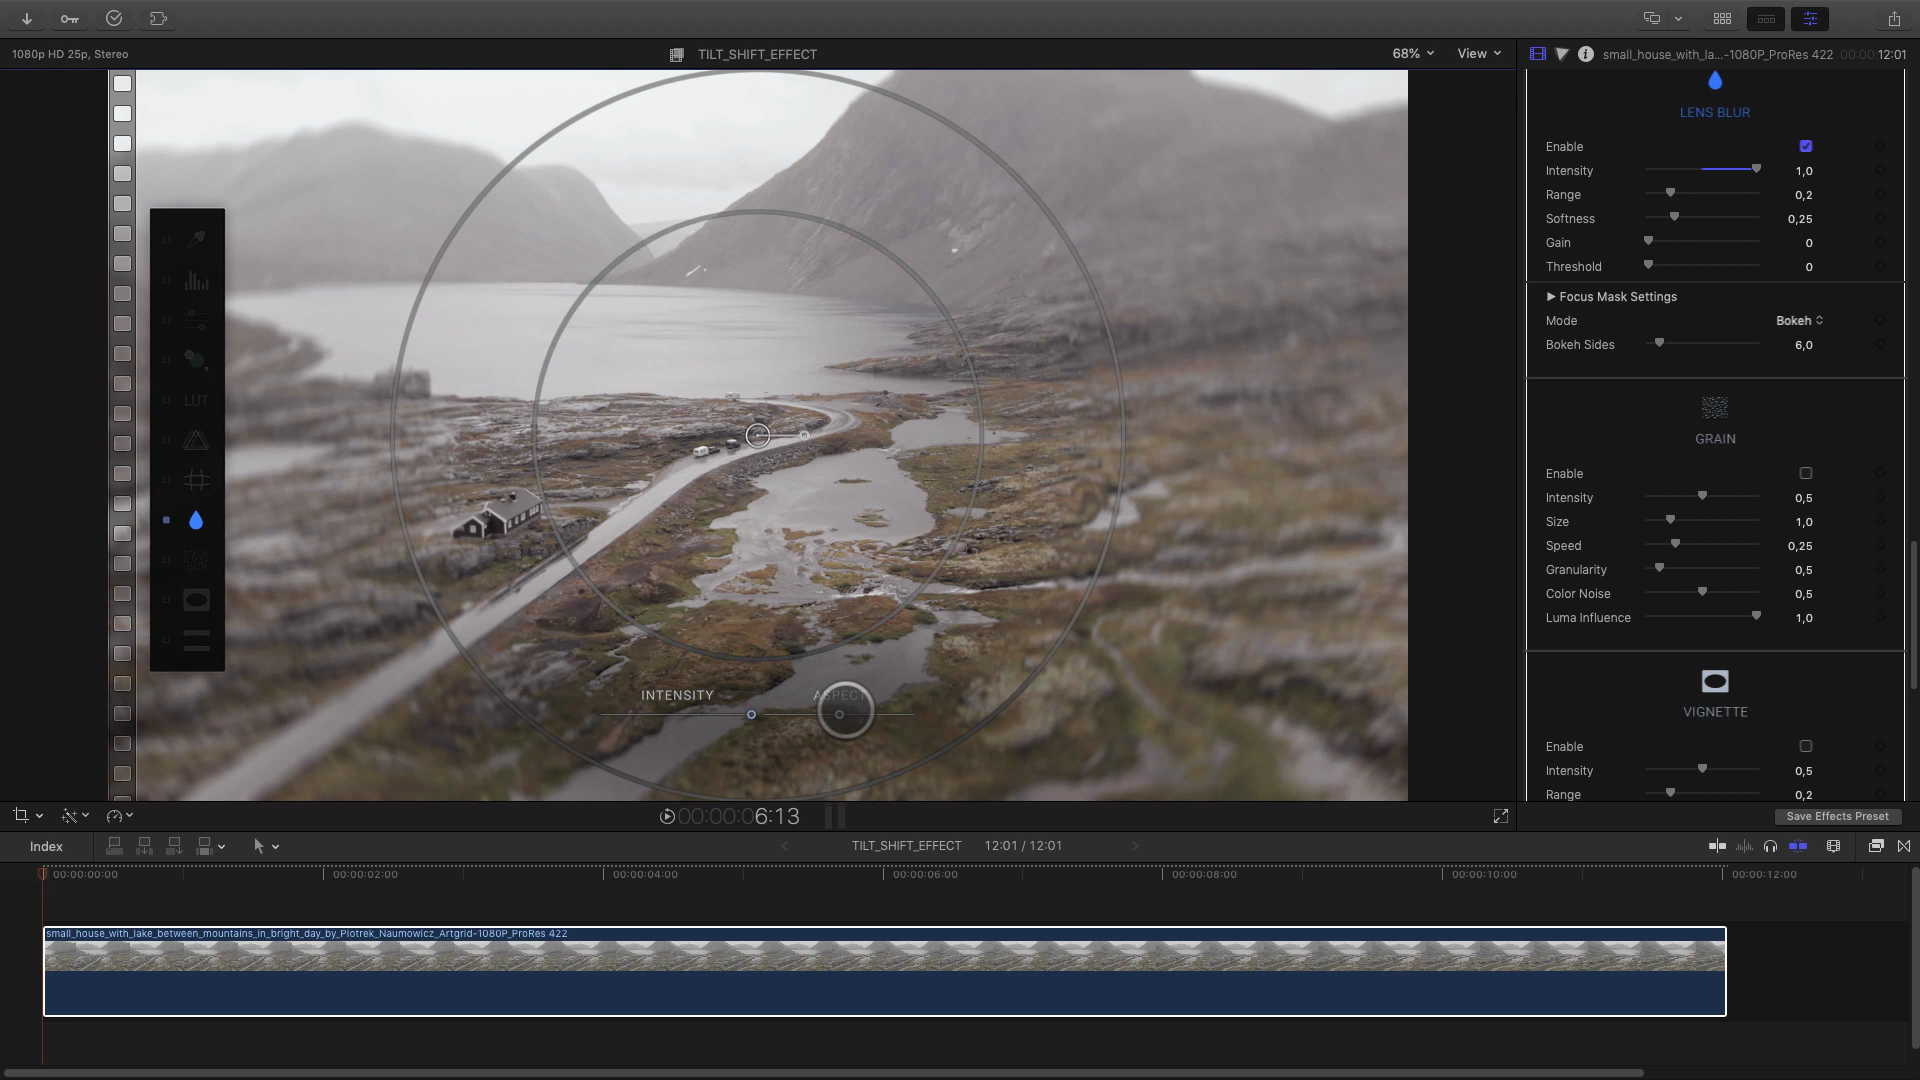 1080p HD 25p, Stereo
TILT_SHIFT_EFFECT
68%
View
small_house_with_la...-1080P_ProRes 422
00:00:12:01
LENS BLUR
Enable
Intensity 1,0
Range 0,2
Softness 0,25
Gain 0
Threshold 0
Focus Mask Settings
Mode Bokeh
Bokeh Sides 6,0
GRAIN
Enable
Intensity 0,5
Size 1,0
Speed 0,25
Granularity 0,5
Color Noise 0,5
Luma Influence 1,0
VIGNETTE
Enable
Intensity 0,5
Range 0,2
LUT
INTENSITY
ASPECT
00:00:06:13
Save Effects Preset
Index
TILT_SHIFT_EFFECT
12:01 / 12:01
00:00:00:00
00:00:02:00
00:00:04:00
00:00:06:00
00:00:08:00
00:00:10:00
00:00:12:00
small_house_with_lake_between_mountains_in_bright_day_by_Piotrek_Naumowicz_Artgrid-1080P_ProRes 422